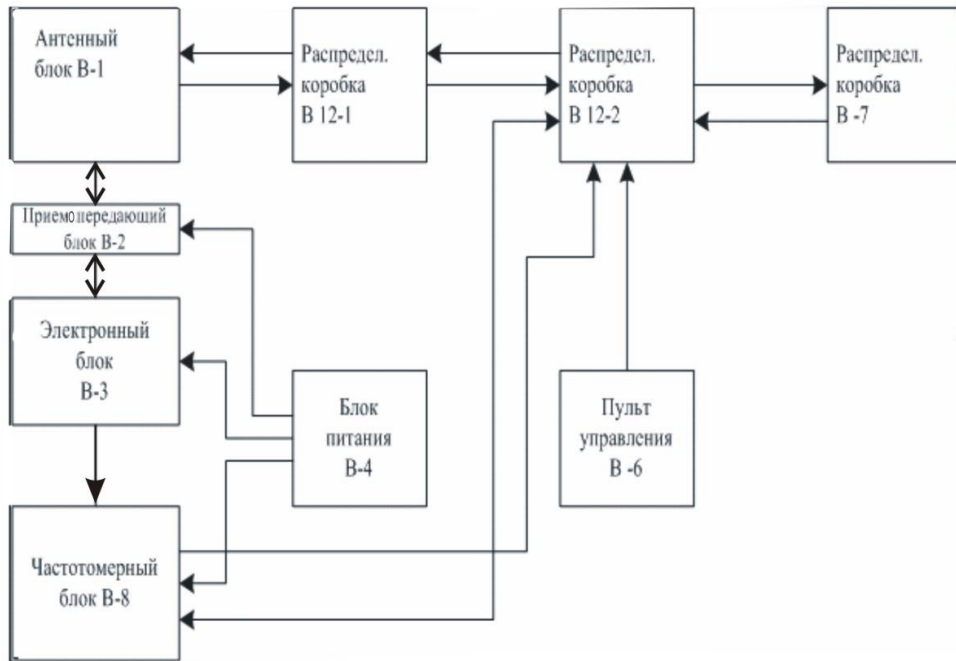 Антенный
блок В-1
Распредел.
коробка
В 12-1
Распредел.
коробка
В 12-2
Распредел.
коробка
В -7
Приемопередающий
блок В-2
Электронный
блок
В-3
Блок
питания
В-4
Пульт
управления
В -6
Частотомерный
блок В-8